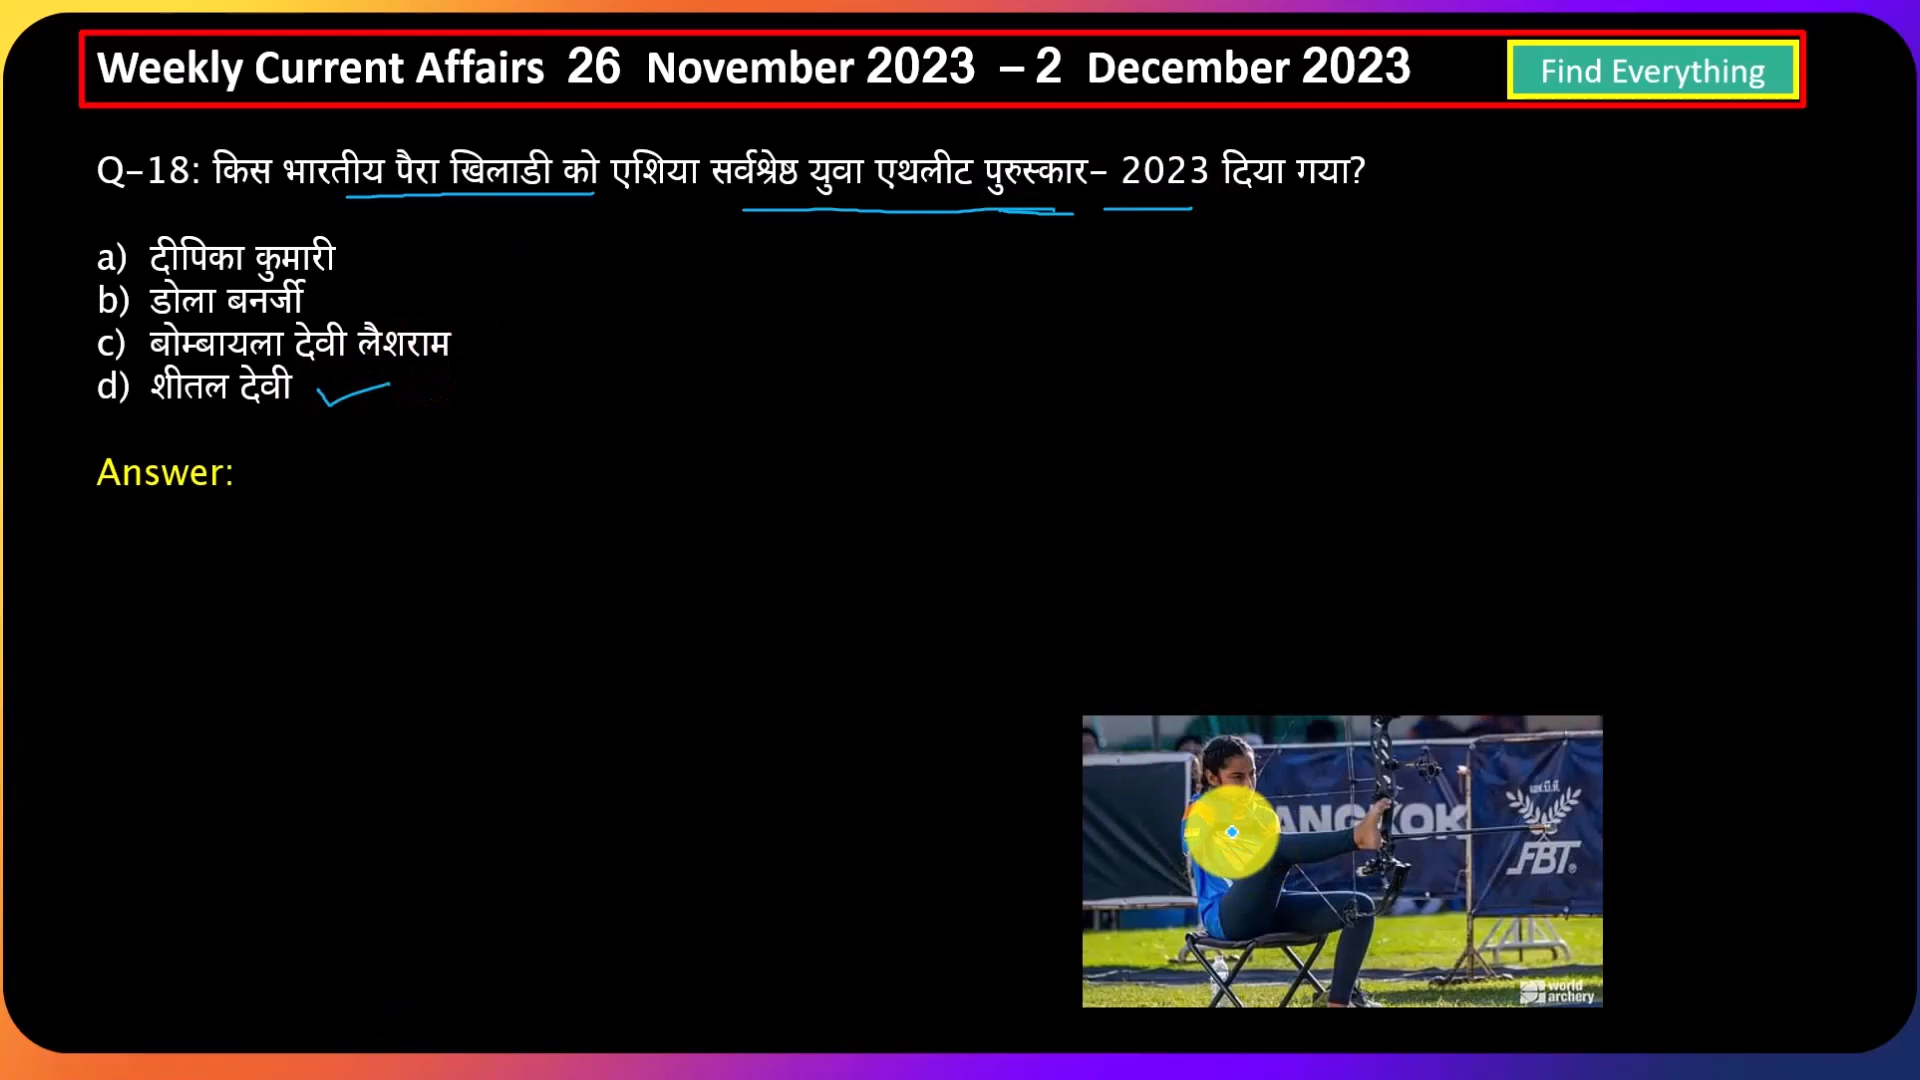 Weekly Current Affairs 26 November 2023 – 2 December 2023
Find Everything
Q–18: किस भारतीय पैरा खिलाडी को एशिया सर्वश्रेष्ठ युवा एथलीट पुरुस्कार– 2023 दिया गया?
a) दीपिका कुमारी
b) डोला बनर्जी
c) बोम्बायला देवी लैशराम
d) शीतल देवी
Answer:
ANGKOK
FBT
world
archery